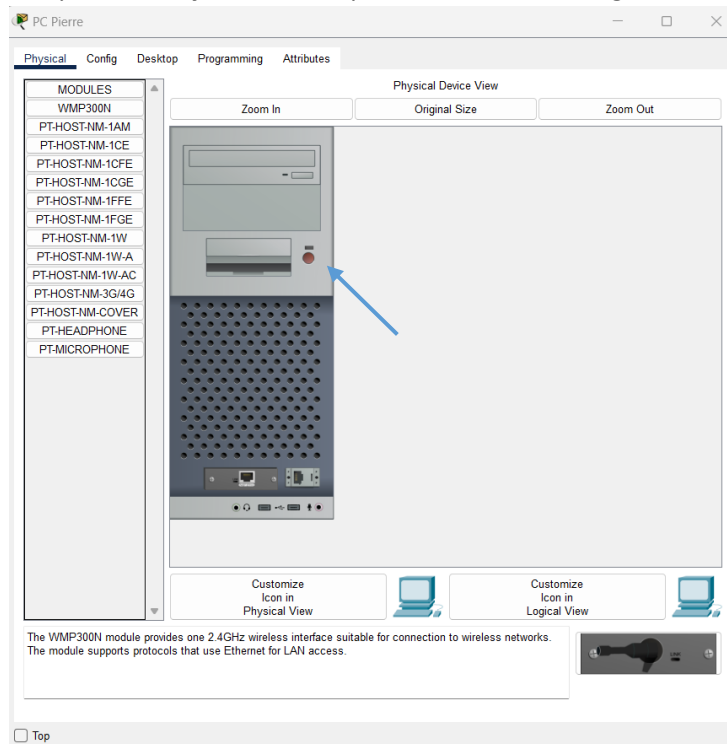 PC Pierre
Physical Config Desktop Programming Attributes
MODULES
WMP300N
PT-HOST-NM-1AM
PT-HOST-NM-1CE
PT-HOST-NM-1CFE
PT-HOST-NM-1CGE
PT-HOST-NM-1FFE
PT-HOST-NM-1FGE
PT-HOST-NM-1W
PT-HOST-NM-1W-A
PT-HOST-NM-1W-AC
PT-HOST-NM-3G/4G
PT-HOST-NM-COVER
PT-HEADPHONE
PT-MICROPHONE
Physical Device View
Zoom In Original Size Zoom Out
Customize
Icon in
Physical View
Customize
Icon in
Logical View
The WMP300N module provides one 2.4GHz wireless interface suitable for connection to wireless networks.
The module supports protocols that use Ethernet for LAN access.
Top